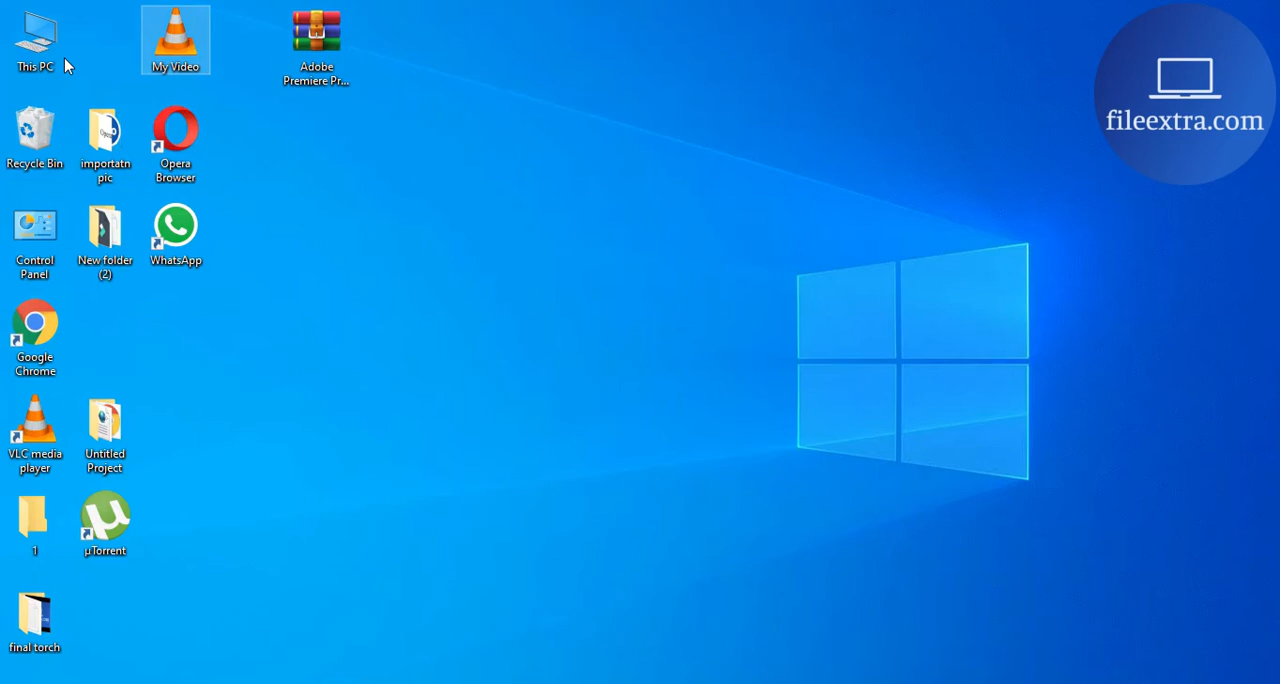 This PC
My Video
Adobe
Premiere Pr...
fileextra.com
Recycle Bin
importatn
pic
Opera
Browser
Control
Panel
New folder
(2)
WhatsApp
Google
Chrome
VLC media
player
Untitled
Project
1
µTorrent
final torch